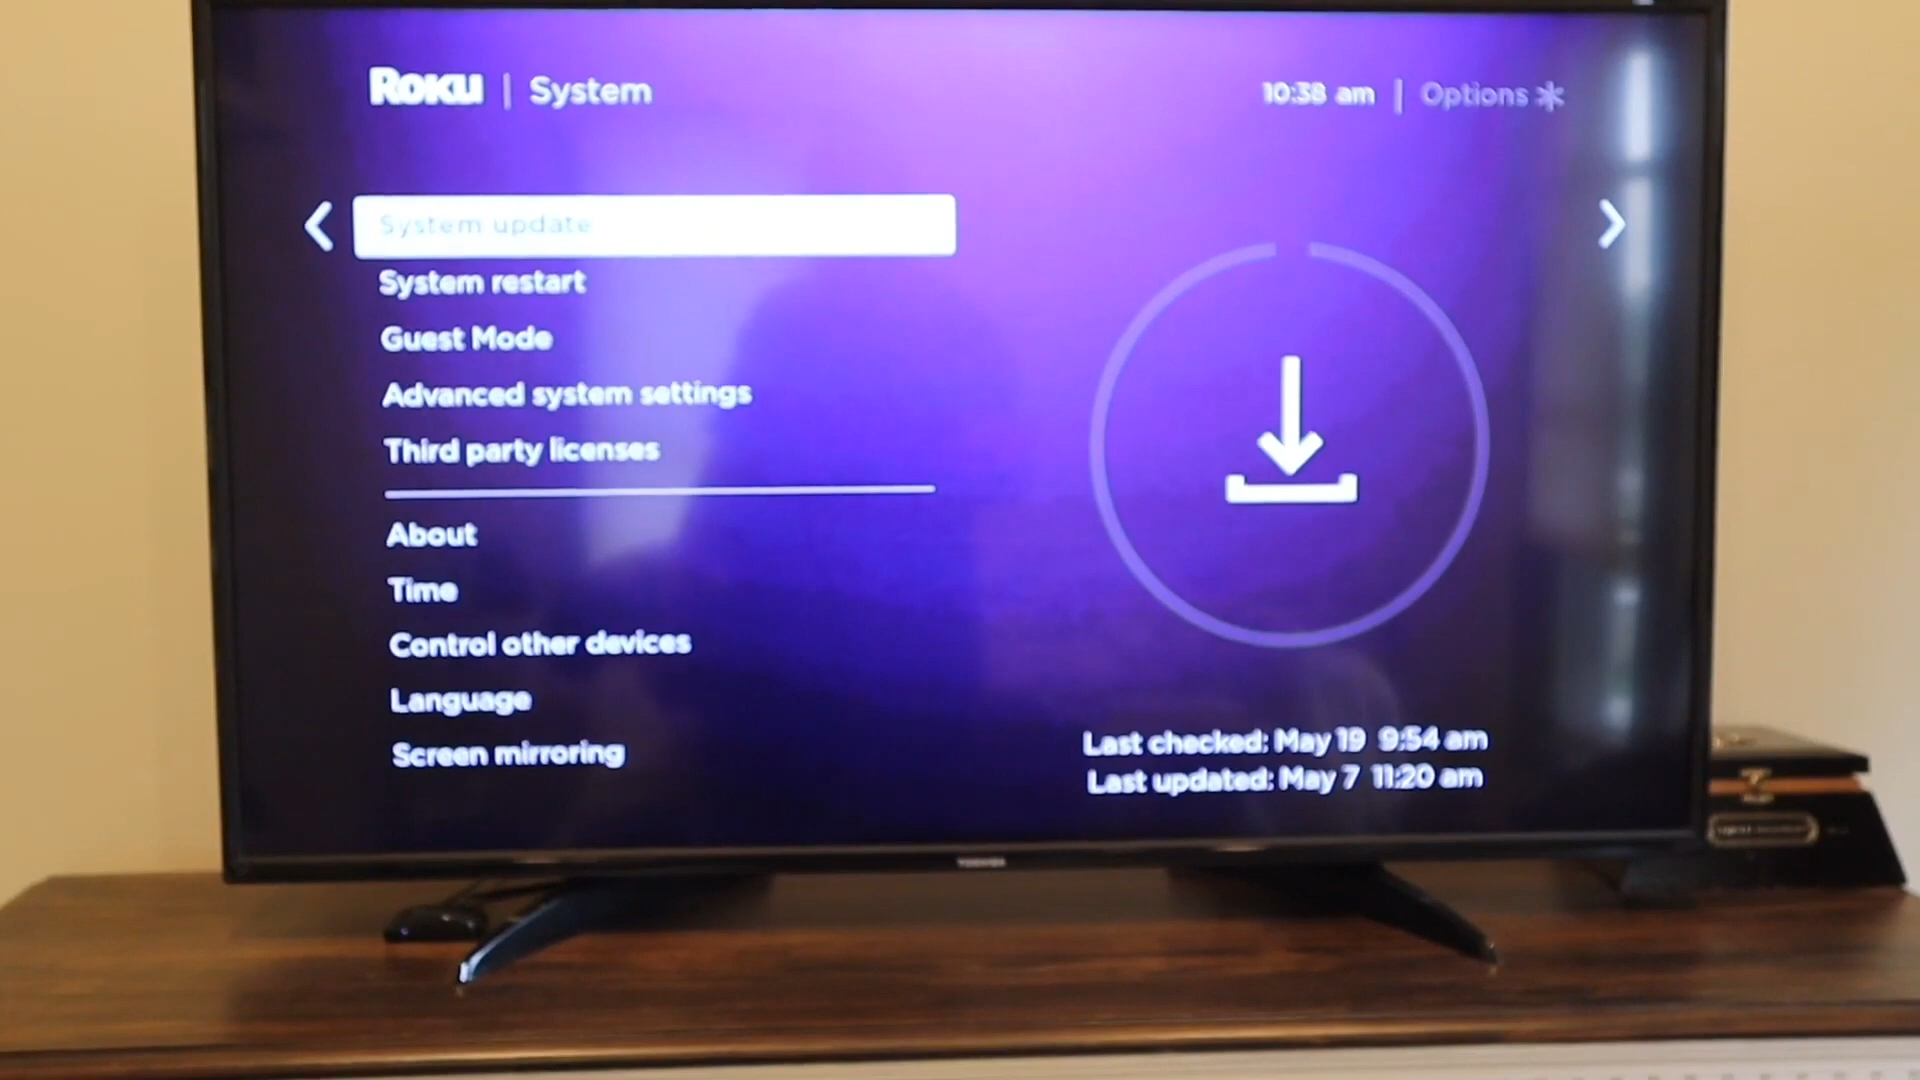 Roku | System
10:38 am | Options *
System update
System restart
Guest Mode
Advanced system settings
Third party licenses
About
Time
Control other devices
Language
Screen mirroring
Last checked: May 19 9:54 am
Last updated: May 7 11:20 am
TOSHIBA